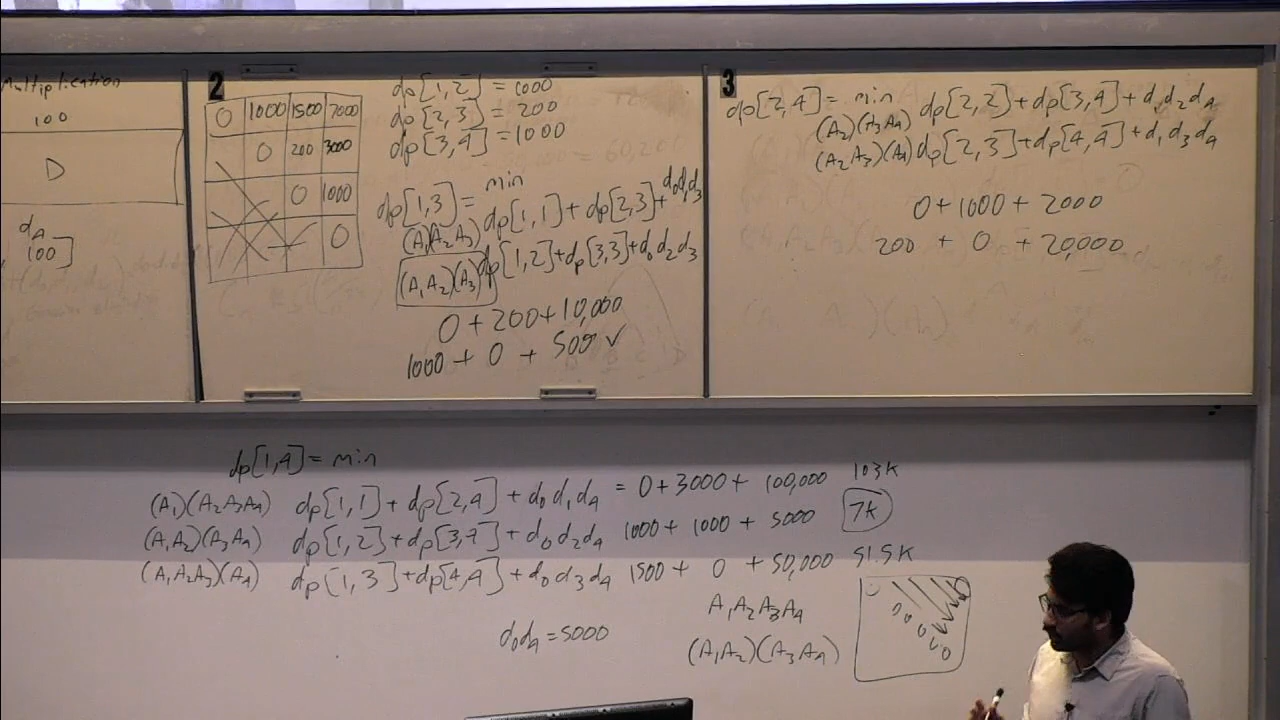 Multiplication
100
D
d4
100]
2
0 1000 1500 7000
0 200 3000
0 1000
0
dp[1,2] = 1000
dp[2,3] = 200
dp[3,4] = 1000
dp[1,3] = min
dp[1,1] + dp[2,3] + d0d1d3
(A1)(A2A3)
dp[1,2] + dp[3,3] + d0d2d3
(A1A2)(A3)
0 + 200 + 10,000
1000 + 0 + 500 ✓
3
dp[2,4] = min dp[2,2] + dp[3,4] + d1d2d4
(A2)(A3A4)
(A2A3)(A4) dp[2,3] + dp[4,4] + d1d3d4
0 + 1000 + 2000
200 + 0 + 20,000
dp[1,4] = min
(A1)(A2A3A4) dp[1,1] + dp[2,4] + d0d1d4 = 0 + 3000 + 100,000 103k
(A1A2)(A3A4) dp[1,2] + dp[3,7] + d0d2d4 1000 + 1000 + 5000 7k
(A1A2A3)(A4) dp[1,3] + dp[4,4] + d0d3d4 1500 + 0 + 50,000 51.5k
A1A2A3A4
d0d4 = 5000
(A1A2)(A3A4)